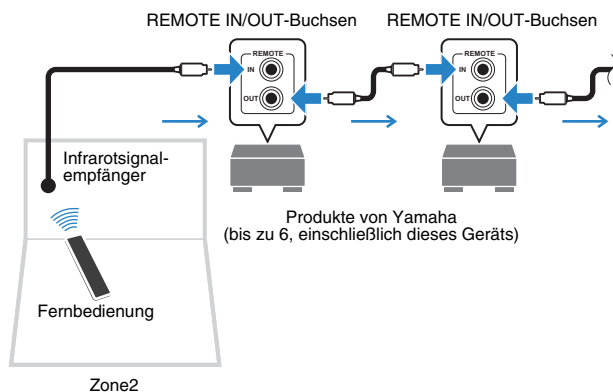 REMOTE IN/OUT-Buchsen
REMOTE IN/OUT-Buchsen
REMOTE
IN
OUT
REMOTE
IN
OUT
Infrarotsignal-
empfänger
Produkte von Yamaha
(bis zu 6, einschließlich dieses Geräts)
Fernbedienung
Zone2